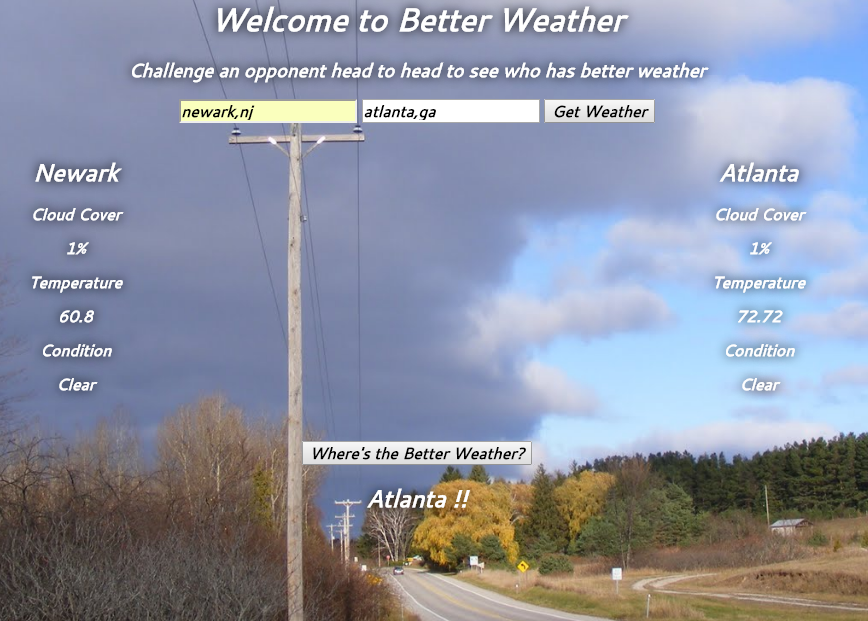 Welcome to Better Weather
Challenge an opponent head to head to see who has better weather
newark,nj
atlanta,ga
Get Weather
Newark
Cloud Cover
1%
Temperature
60.8
Condition
Clear
Atlanta
Cloud Cover
1%
Temperature
72.72
Condition
Clear
Where's the Better Weather?
Atlanta !!